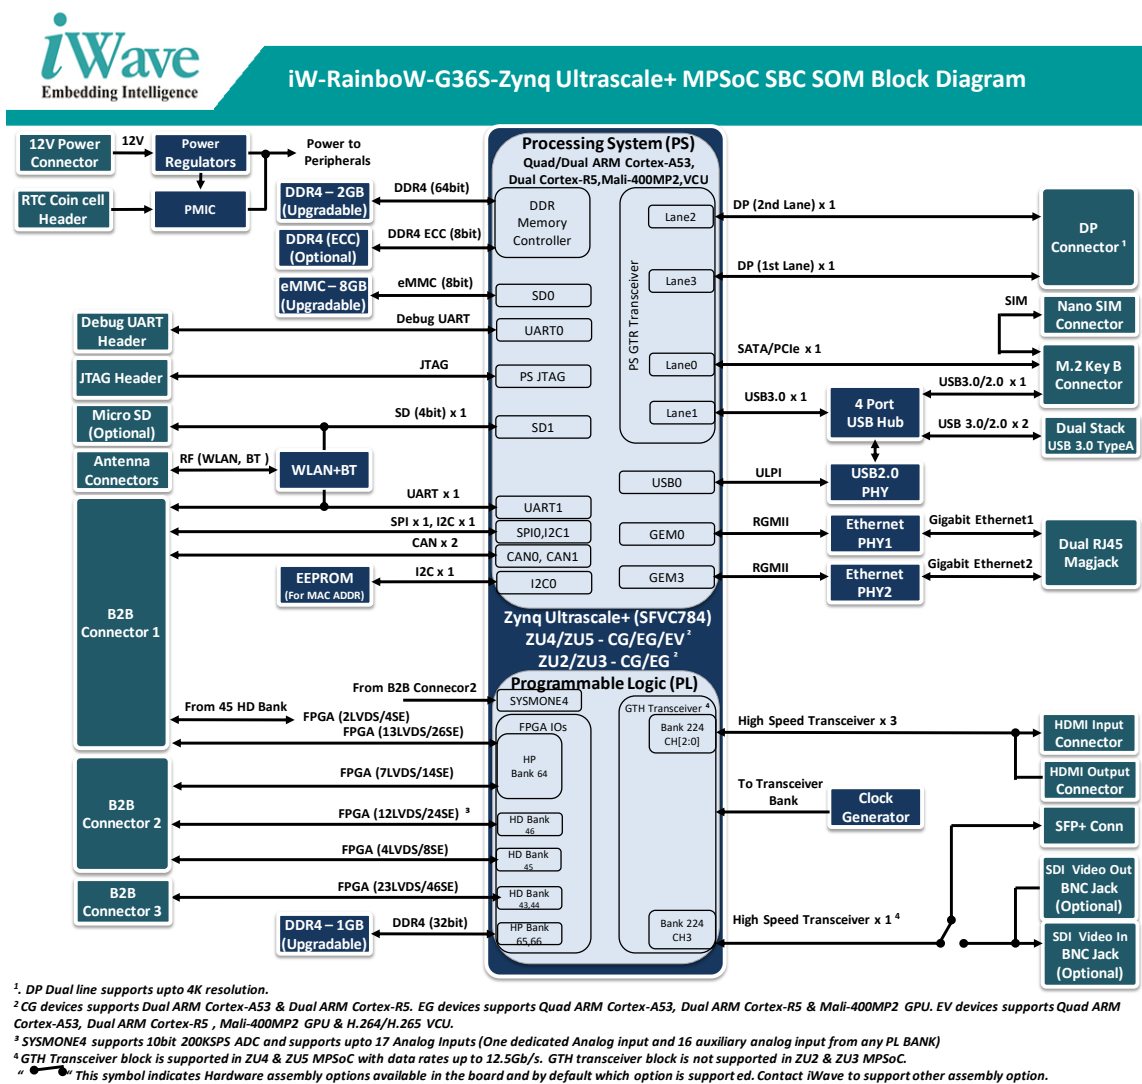 iWave
Embedding Intelligence
iW-RainboW-G36S-Zynq Ultrascale+ MPSoC SBC SOM Block Diagram
12V Power
Connector
12V
Power
Regulators
Power to
Peripherals
RTC Coin cell
Header
PMIC
Processing System (PS)
Quad/Dual ARM Cortex-A53,
Dual Cortex-R5,Mali-400MP2,VCU
DDR4 – 2GB
(Upgradable)
DDR4 (64bit)
DDR
Memory
Controller
DDR4 (ECC)
(Optional)
DDR4 ECC (8bit)
eMMC – 8GB
(Upgradable)
eMMC (8bit)
SD0
Debug UART
Header
Debug UART
UART0
JTAG Header
JTAG
PS JTAG
Micro SD
(Optional)
SD (4bit) x 1
SD1
Antenna
Connectors
RF (WLAN, BT )
WLAN+BT
UART x 1
UART1
SPI x 1, I2C x 1
SPI0,I2C1
CAN x 2
CAN0, CAN1
EEPROM
(For MAC ADDR)
I2C x 1
I2C0
B2B
Connector 1
PS GTR Transceiver
Lane2
DP (2nd Lane) x 1
DP
Connector ¹
Lane3
DP (1st Lane) x 1
SIM
Nano SIM
Connector
Lane0
SATA/PCIe x 1
M.2 Key B
Connector
Lane1
USB3.0 x 1
4 Port
USB Hub
USB3.0/2.0 x 1
USB 3.0/2.0 x 2
Dual Stack
USB 3.0 TypeA
USB0
ULPI
USB2.0
PHY
GEM0
RGMII
Ethernet
PHY1
Gigabit Ethernet1
Dual RJ45
Magjack
GEM3
RGMII
Ethernet
PHY2
Gigabit Ethernet2
Zynq Ultrascale+ (SFVC784)
ZU4/ZU5 - CG/EG/EV ²
ZU2/ZU3 - CG/EG ²
Programmable Logic (PL)
From B2B Connecor2
SYSMONE4
From 45 HD Bank
FPGA (2LVDS/4SE)
FPGA (13LVDS/26SE)
FPGA IOs
HP
Bank 64
B2B
Connector 2
FPGA (7LVDS/14SE)
FPGA (12LVDS/24SE) ³
HD Bank
46
FPGA (4LVDS/8SE)
HD Bank
45
B2B
Connector 3
FPGA (23LVDS/46SE)
HD Bank
43,44
DDR4 – 1GB
(Upgradable)
DDR4 (32bit)
HP Bank
65,66
GTH Transceiver ⁴
Bank 224
CH[2:0]
High Speed Transceiver x 3
HDMI Input
Connector
HDMI Output
Connector
To Transceiver
Bank
Clock
Generator
SFP+ Conn
SDI Video Out
BNC Jack
(Optional)
Bank 224
CH3
High Speed Transceiver x 1 ⁴
SDI Video In
BNC Jack
(Optional)
¹. DP Dual line supports upto 4K resolution.
² CG devices supports Dual ARM Cortex-A53 & Dual ARM Cortex-R5. EG devices supports Quad ARM Cortex-A53, Dual ARM Cortex-R5 & Mali-400MP2 GPU. EV devices supports Quad ARM
Cortex-A53, Dual ARM Cortex-R5 , Mali-400MP2 GPU & H.264/H.265 VCU.
³ SYSMONE4 supports 10bit 200KSPS ADC and supports upto 17 Analog Inputs (One dedicated Analog input and 16 auxiliary analog input from any PL BANK)
⁴ GTH Transceiver block is supported in ZU4 & ZU5 MPSoC with data rates up to 12.5Gb/s. GTH transceiver block is not supported in ZU2 & ZU3 MPSoC.
“ “ This symbol indicates Hardware assembly options available in the board and by default which option is supported. Contact iWave to support other assembly option.